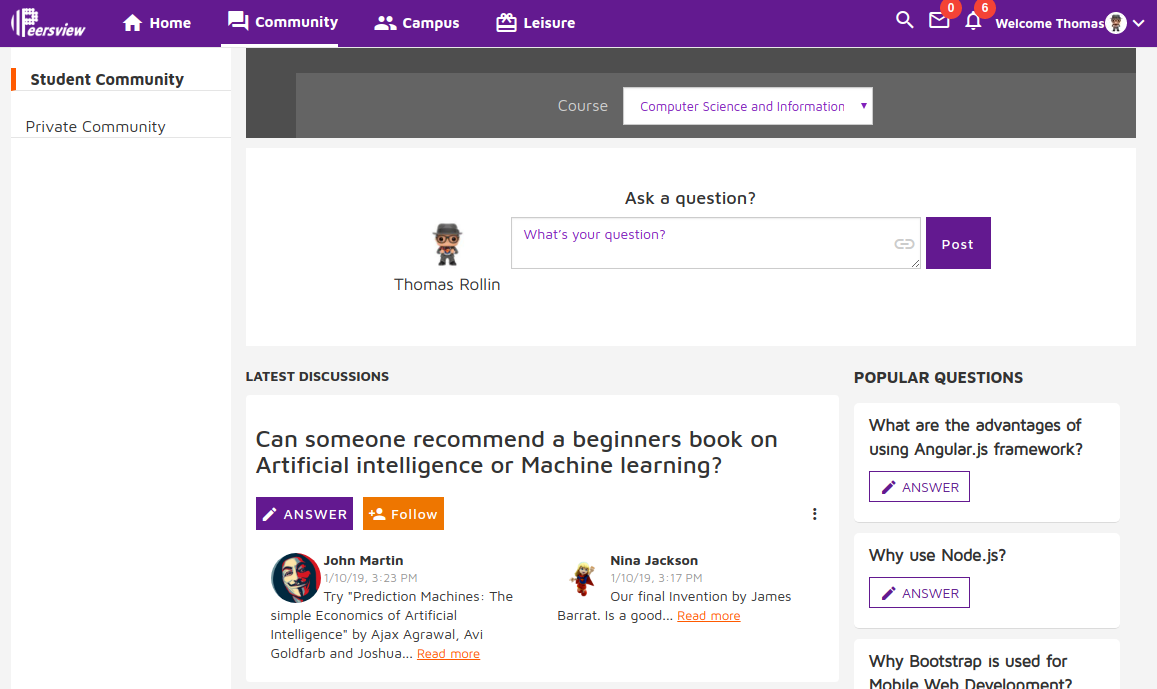 Peersview
Home
Community
Campus
Leisure
0
6
Welcome Thomas
Student Community
Private Community
Course
Computer Science and Information
Ask a question?
What's your question?
Post
Thomas Rollin
LATEST DISCUSSIONS
Can someone recommend a beginners book on
Artificial intelligence or Machine learning?
ANSWER
Follow
John Martin
1/10/19, 3:23 PM
Try "Prediction Machines: The
simple Economics of Artificial
Intelligence" by Ajax Agrawal, Avi
Goldfarb and Joshua... Read more
Nina Jackson
1/10/19, 3:17 PM
Our final Invention by James
Barrat. Is a good... Read more
POPULAR QUESTIONS
What are the advantages of
using Angular.js framework?
ANSWER
Why use Node.js?
ANSWER
Why Bootstrap is used for
Mobile Web Development?